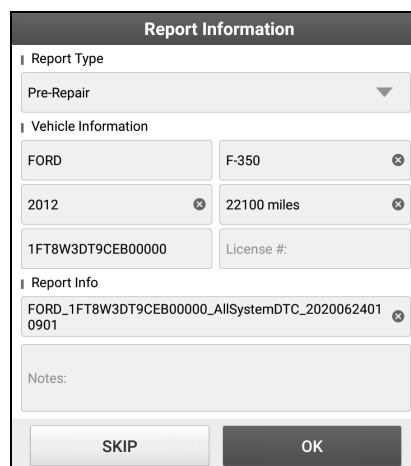 Report Information
Report Type
Pre-Repair
Vehicle Information
FORD
F-350
2012
22100 miles
1FT8W3DT9CEB00000
License #:
Report Info
FORD_1FT8W3DT9CEB00000_AllSystemDTC_2020062401
0901
Notes:
SKIP
OK